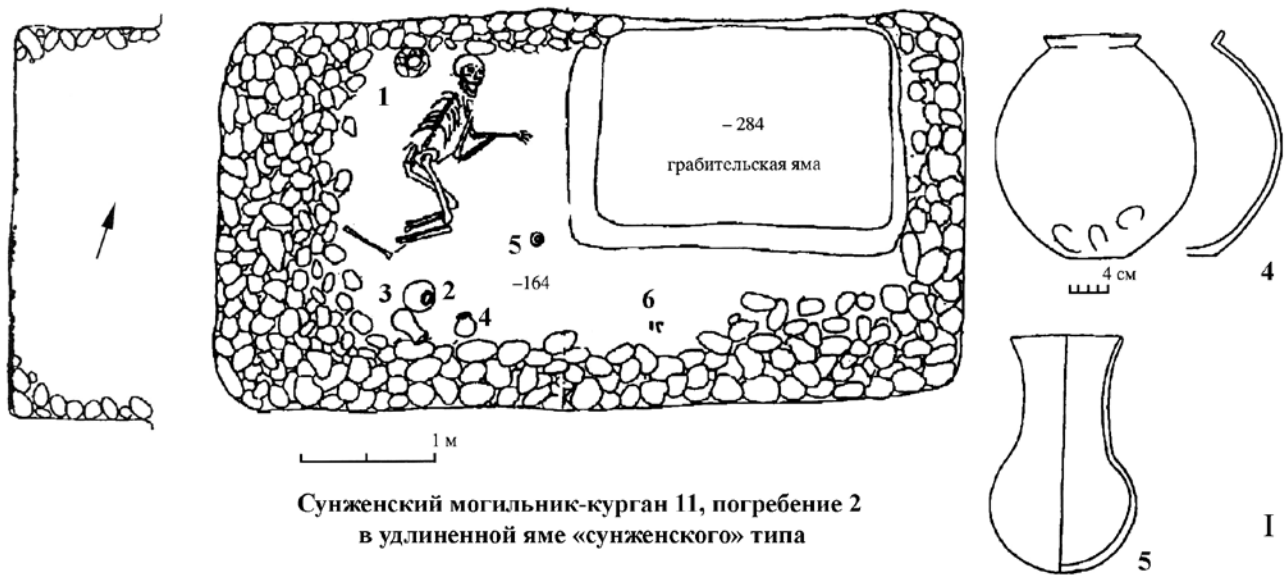 1
– 284
грабительская яма
5
–164
3
2
4
6
1 м
Сунженский могильник-курган 11, погребение 2
в удлиненной яме «сунженского» типа
4 см
4
5
I